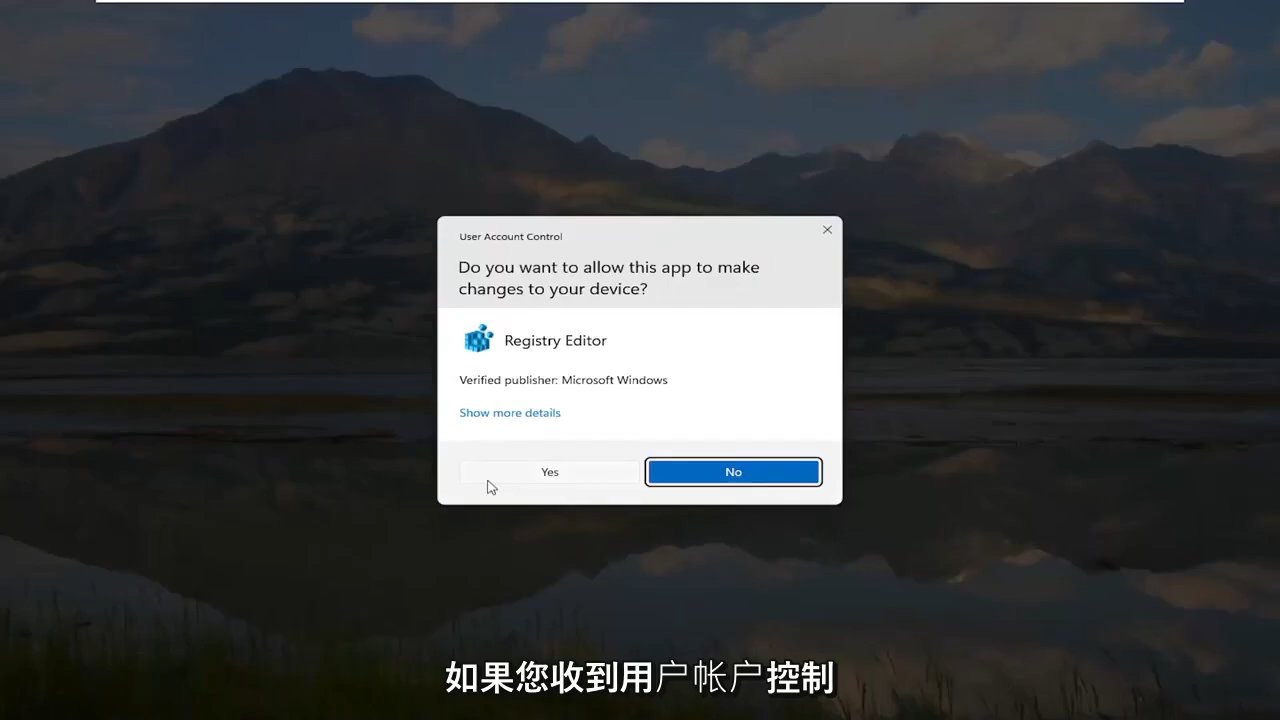 User Account Control
Do you want to allow this app to make
changes to your device?
Registry Editor
Verified publisher: Microsoft Windows
Show more details
Yes
No
如果您收到用户帐户控制